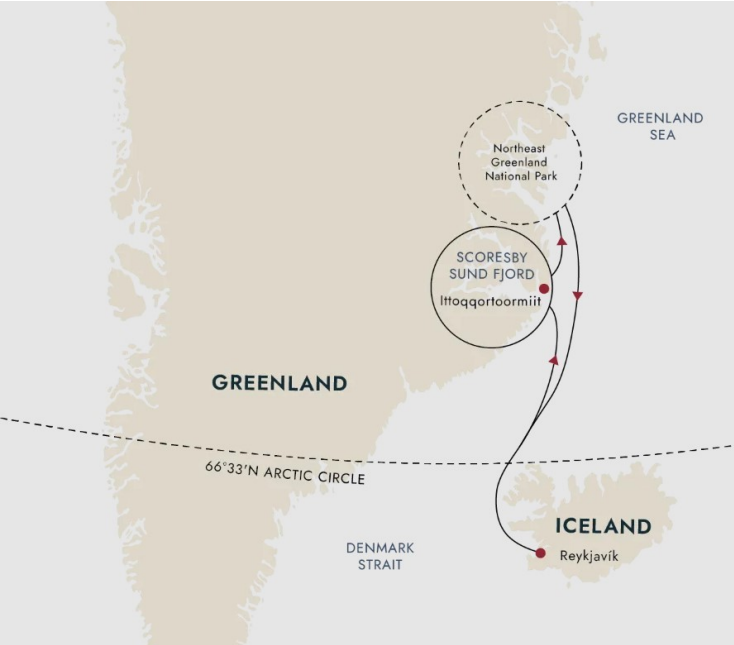 GREENLAND
SEA
Northeast
Greenland
National Park
SCORESBY
SUND FJORD
Ittoqqortoormiit
GREENLAND
66°33'N ARCTIC CIRCLE
ICELAND
DENMARK
STRAIT
Reykjavík